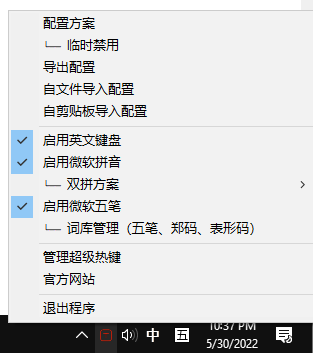 配置方案
临时禁用
导出配置
自文件导入配置
自剪贴板导入配置
启用英文键盘
启用微软拼音
双拼方案
启用微软五笔
词库管理（五笔、郑码、表形码）
管理超级热键
官方网站
退出程序
中 五 10:37 PM
5/30/2022